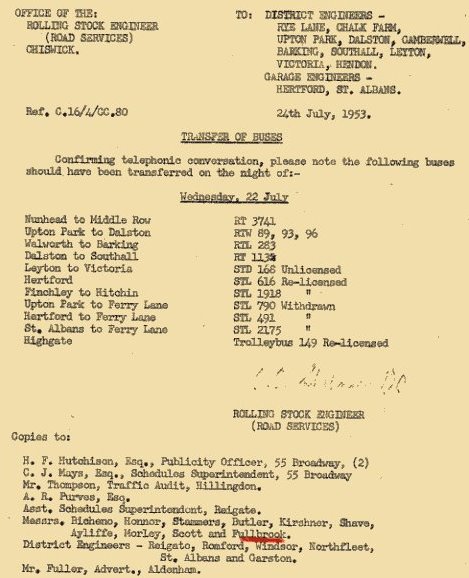 OFFICE OF THE:
ROLLING STOCK ENGINEER
(ROAD SERVICES)
CHISWICK.
TO: DISTRICT ENGINEERS -
RYE LANE, CHALK FARM,
UPTON PARK, DALSTON, CAMBERWELL,
BARKING, SOUTHALL, LEYTON,
VICTORIA, HENDON.
GARAGE ENGINEERS -
HERTFORD, ST. ALBANS.
Ref. C.16/4/CC.80
24th July, 1953.
TRANSFER OF BUSES
Confirming telephonic conversation, please note the following buses
should have been transferred on the night of:-
Wednesday, 22 July
Nunhead to Middle Row RT 3741
Upton Park to Dalston RTW 89, 93, 96
Walworth to Barking RTL 283
Dalston to Southall RT
Leyton to Victoria STD 168 Unlicensed
Hertford STL 616 Re-licensed
Finchley to Hitchin STL 1918 "
Upton Park to Ferry Lane STL 790 Withdrawn
Hertford to Ferry Lane STL 491 "
St. Albans to Ferry Lane STL 2175 "
Highgate Trolleybus 149 Re-licensed
ROLLING STOCK ENGINEER
(ROAD SERVICES)
Copies to:
H. F. Hutchison, Esq., Publicity Officer, 55 Broadway, (2)
C. J. Mays, Esq., Schedules Superintendent, 55 Broadway
Mr. Thompson, Traffic Audit, Hillingdon.
A. R. Purves, Esq.
Asst. Schedules Superintendent, Reigate.
Messrs. Bicheno, Honnor, Stammers, Butler, Kirshner, Shave,
Ayliffe, Morley, Scott and Fullbrook.
District Engineers - Reigate, Romford, Windsor, Northfleet,
St. Albans and Garston.
Mr. Fuller, Advert., Aldenham.